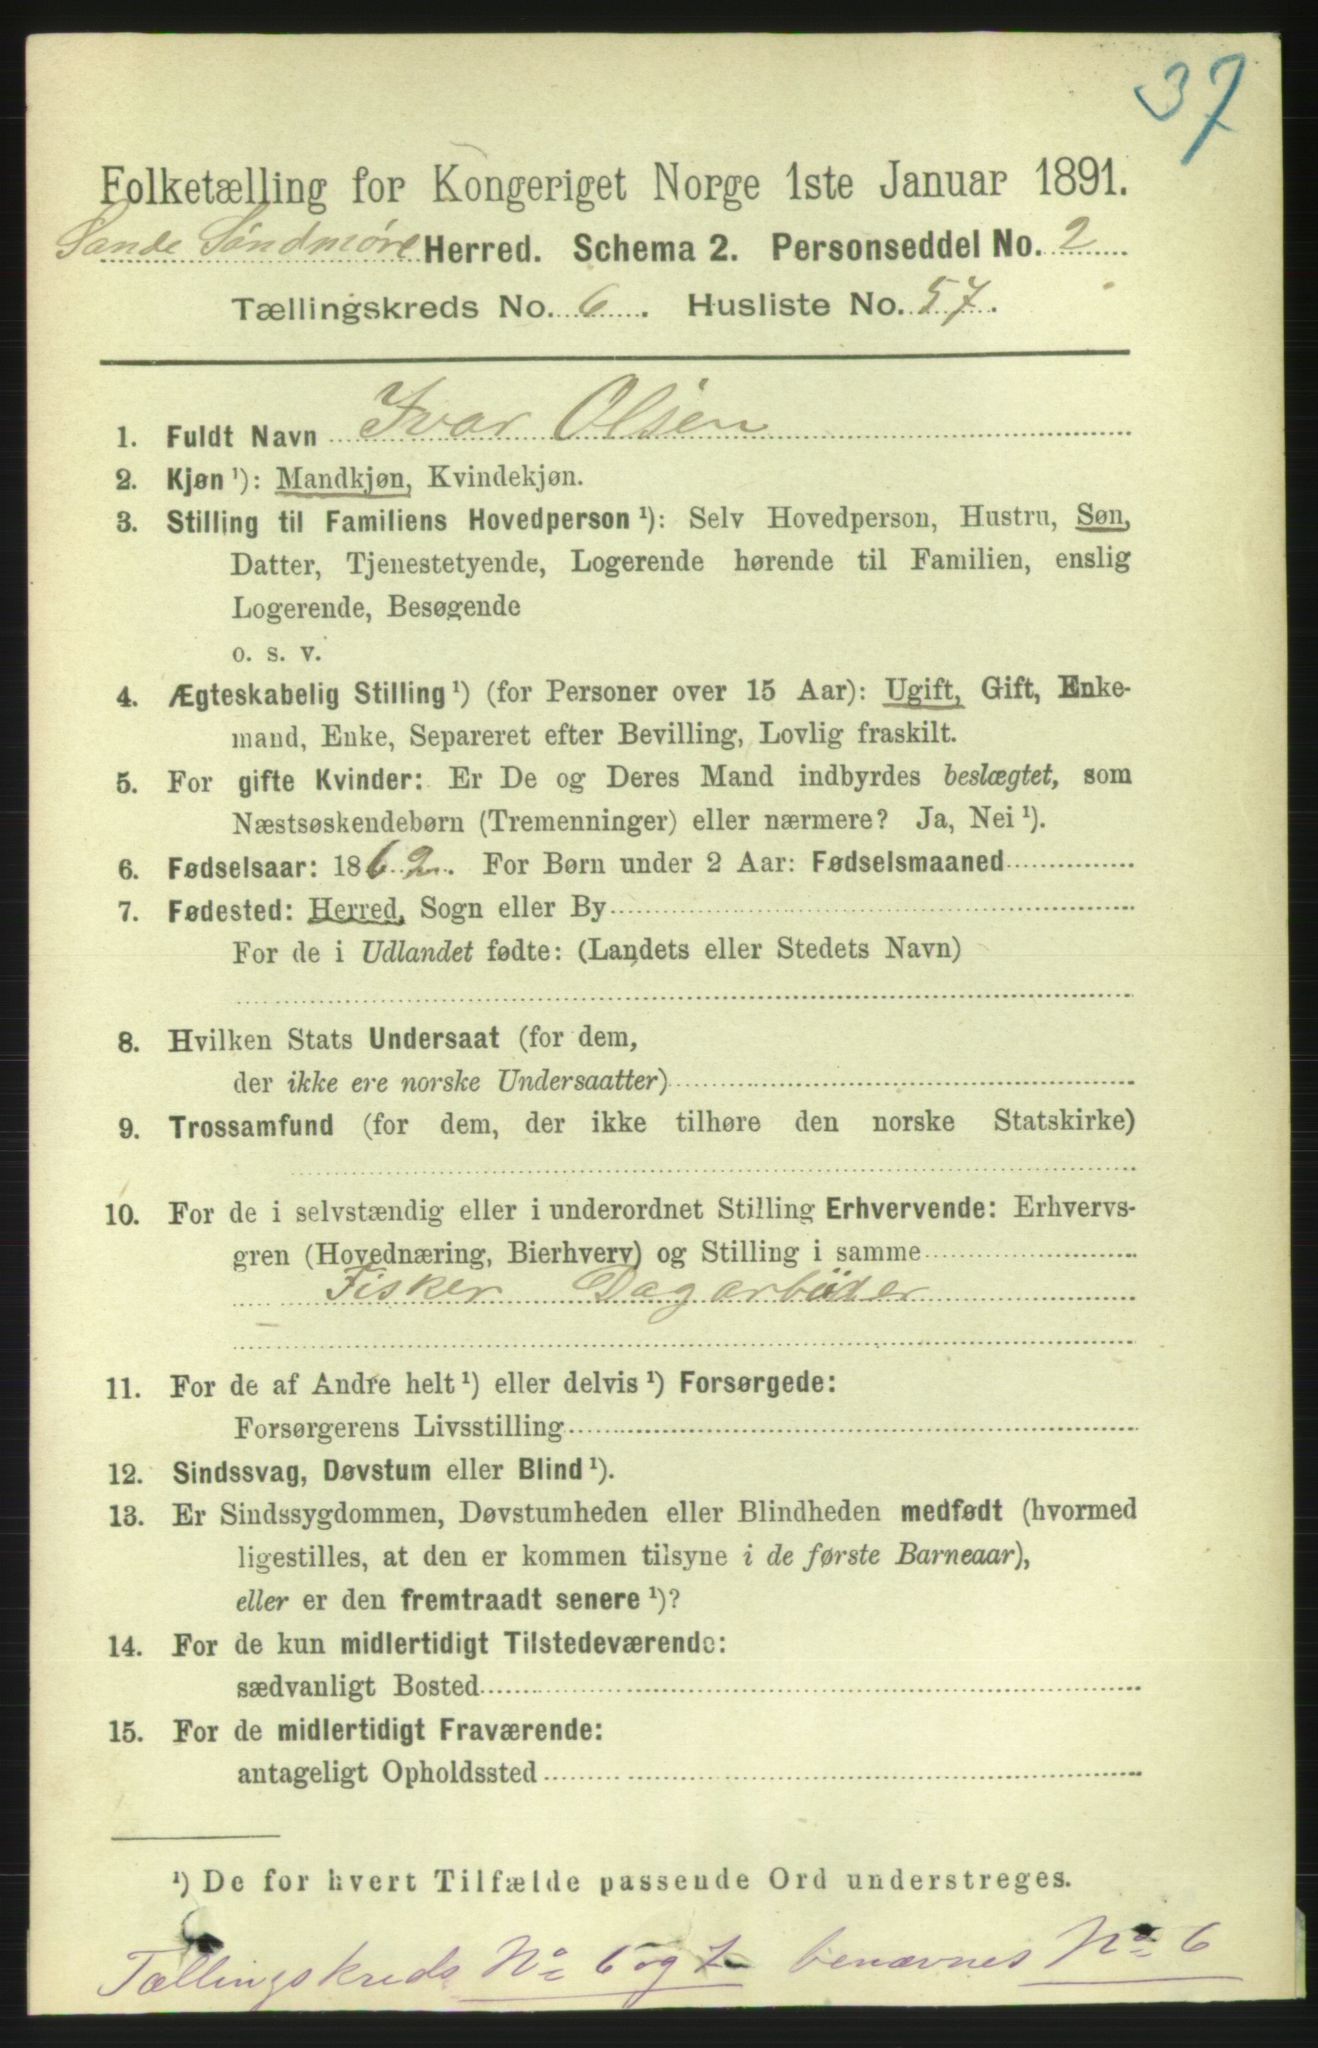 37
Folketælling for Kongeriget Norge 1ste Januar 1891.
Sande Söndmøre Herred. Schema 2. Personseddel No. 2
Tællingskreds No. 6. Husliste No. 57.
1. Fuldt Navn Ivar Olsen
2. Kjøn ¹): Mandkjøn, Kvindekjøn.
3. Stilling til Familiens Hovedperson ¹): Selv Hovedperson, Hustru, Søn,
Datter, Tjenestetyende, Logerende hørende til Familien, enslig
Logerende, Besøgende
o. s. v.
4. Ægteskabelig Stilling ¹) (for Personer over 15 Aar): Ugift, Gift, Enke-
mand, Enke, Separeret efter Bevilling, Lovlig fraskilt.
5. For gifte Kvinder: Er De og Deres Mand indbyrdes beslægtet, som
Næstsøskendebørn (Tremenninger) eller nærmere? Ja, Nei ¹).
6. Fødselsaar: 1862. For Børn under 2 Aar: Fødselsmaaned
7. Fødested: Herred, Sogn eller By
For de i Udlandet fødte: (Landets eller Stedets Navn)
8. Hvilken Stats Undersaat (for dem,
der ikke ere norske Undersaatter)
9. Trossamfund (for dem, der ikke tilhøre den norske Statskirke)
10. For de i selvstændig eller i underordnet Stilling Erhvervende: Erhvervs-
gren (Hovednæring, Bierhverv) og Stilling i samme
Fisker Dagarbäider
11. For de af Andre helt ¹) eller delvis ¹) Forsørgede:
Forsørgerens Livsstilling
12. Sindssvag, Døvstum eller Blind ¹).
13. Er Sindssygdommen, Døvstumheden eller Blindheden medfødt (hvormed
ligestilles, at den er kommen tilsyne i de første Barneaar),
eller er den fremtraadt senere ¹)?
14. For de kun midlertidigt Tilstedeværende:
sædvanligt Bosted
15. For de midlertidigt Fraværende:
antageligt Opholdssted
¹) De for hvert Tilfælde passende Ord understreges.
Tællingskreds No 6 og 7 benævnes No 6